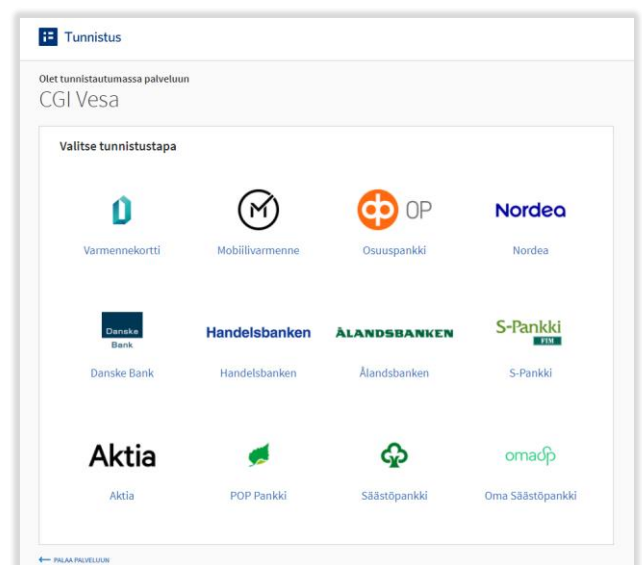 Tunnistus
Olet tunnistautumassa palveluun
CGI Vesa
Valitse tunnistustapa
OP Nordea
Varmennekortti Mobiilivarmenne Osuuspankki Nordea
Danske Bank Handelsbanken ÅLANDSBANKEN S-Pankki FIM
Danske Bank Handelsbanken Ålandsbanken S-Pankki
Aktia omasp
Aktia POP Pankki Säästöpankki Oma Säästöpankki
PALAA PALVELUUN